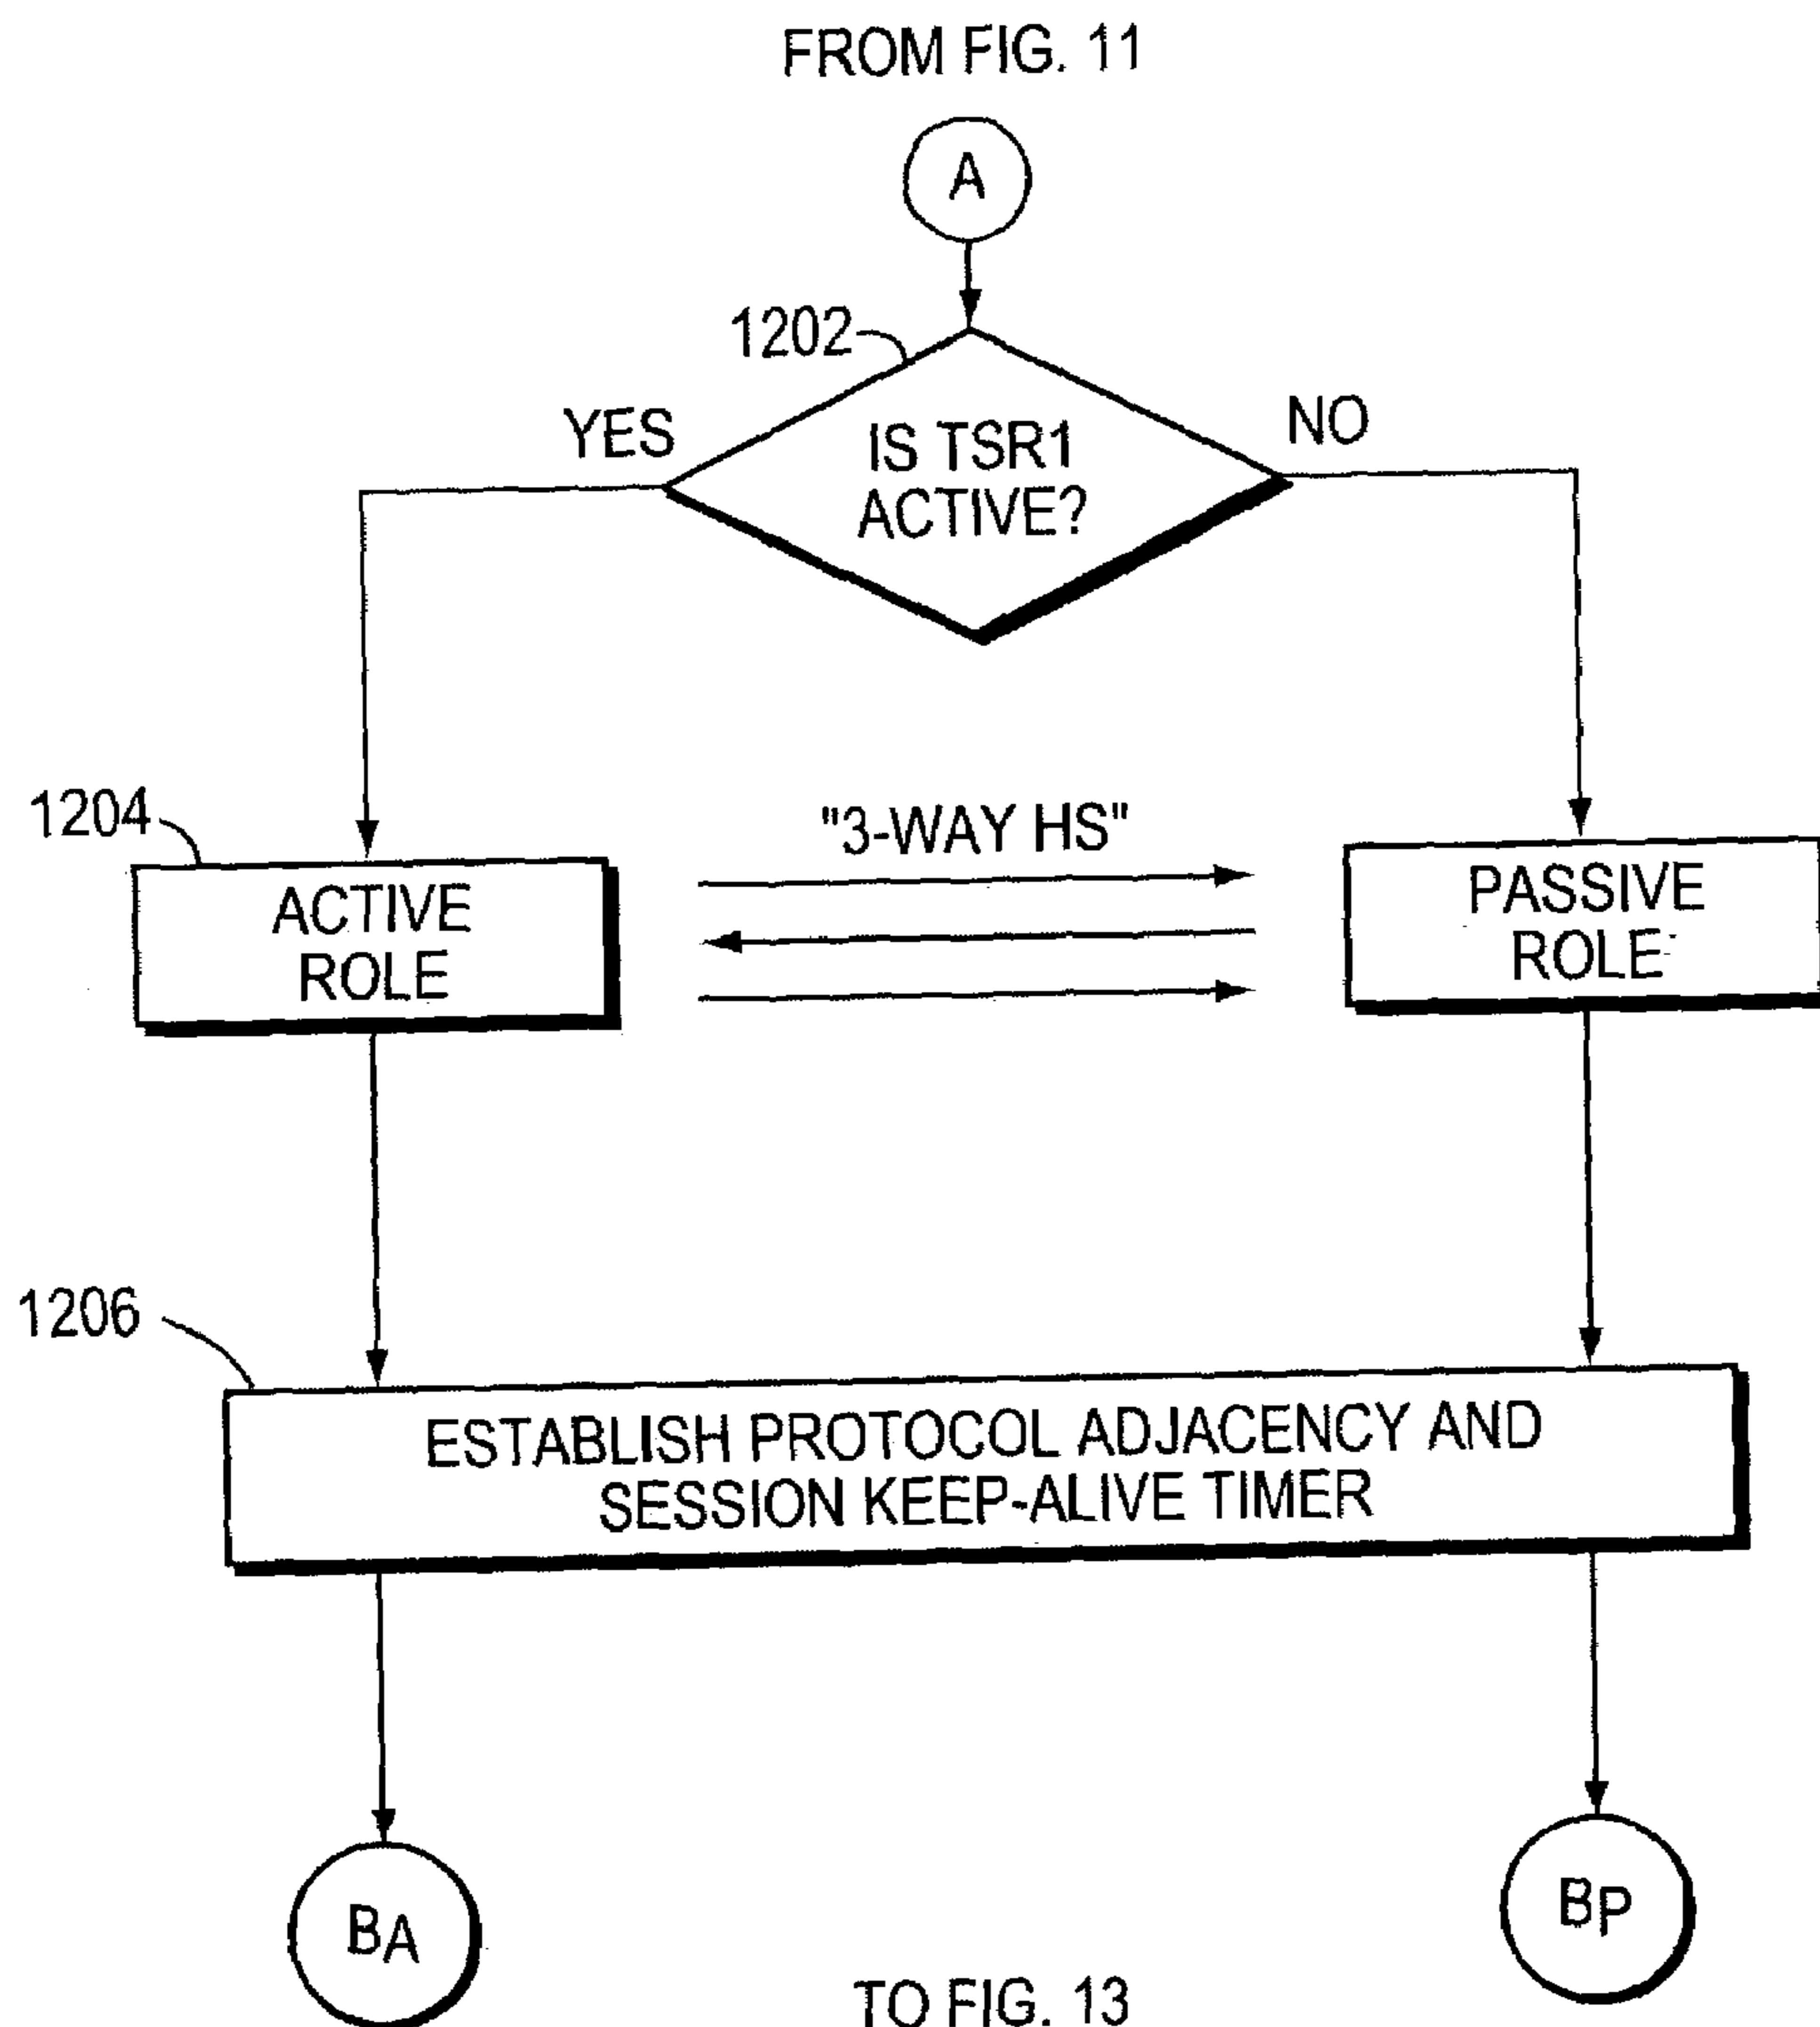 FROM FIG. 11
A
1202
YES
IS TSR1
ACTIVE?
NO
1204
ACTIVE
ROLE
"3-WAY HS"
PASSIVE
ROLE
1206
ESTABLISH PROTOCOL ADJACENCY AND
SESSION KEEP-ALIVE TIMER
BA
BP
TO FIG. 13